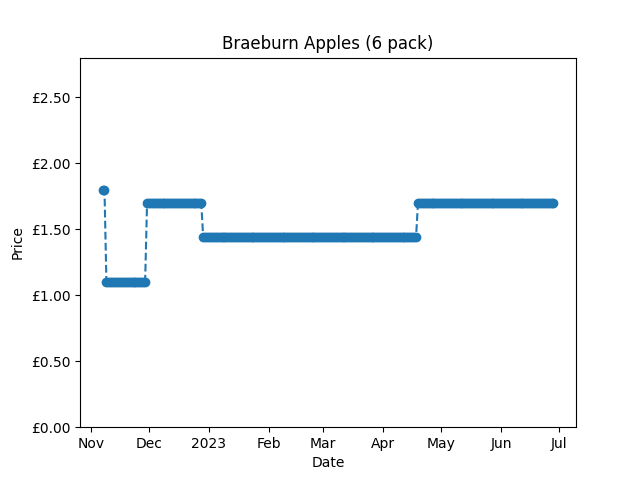 Braeburn Apples (6 pack)
£2.50
£2.00
£1.50
£1.00
£0.50
£0.00
Price
Nov Dec 2023 Feb Mar Apr May Jun Jul
Date